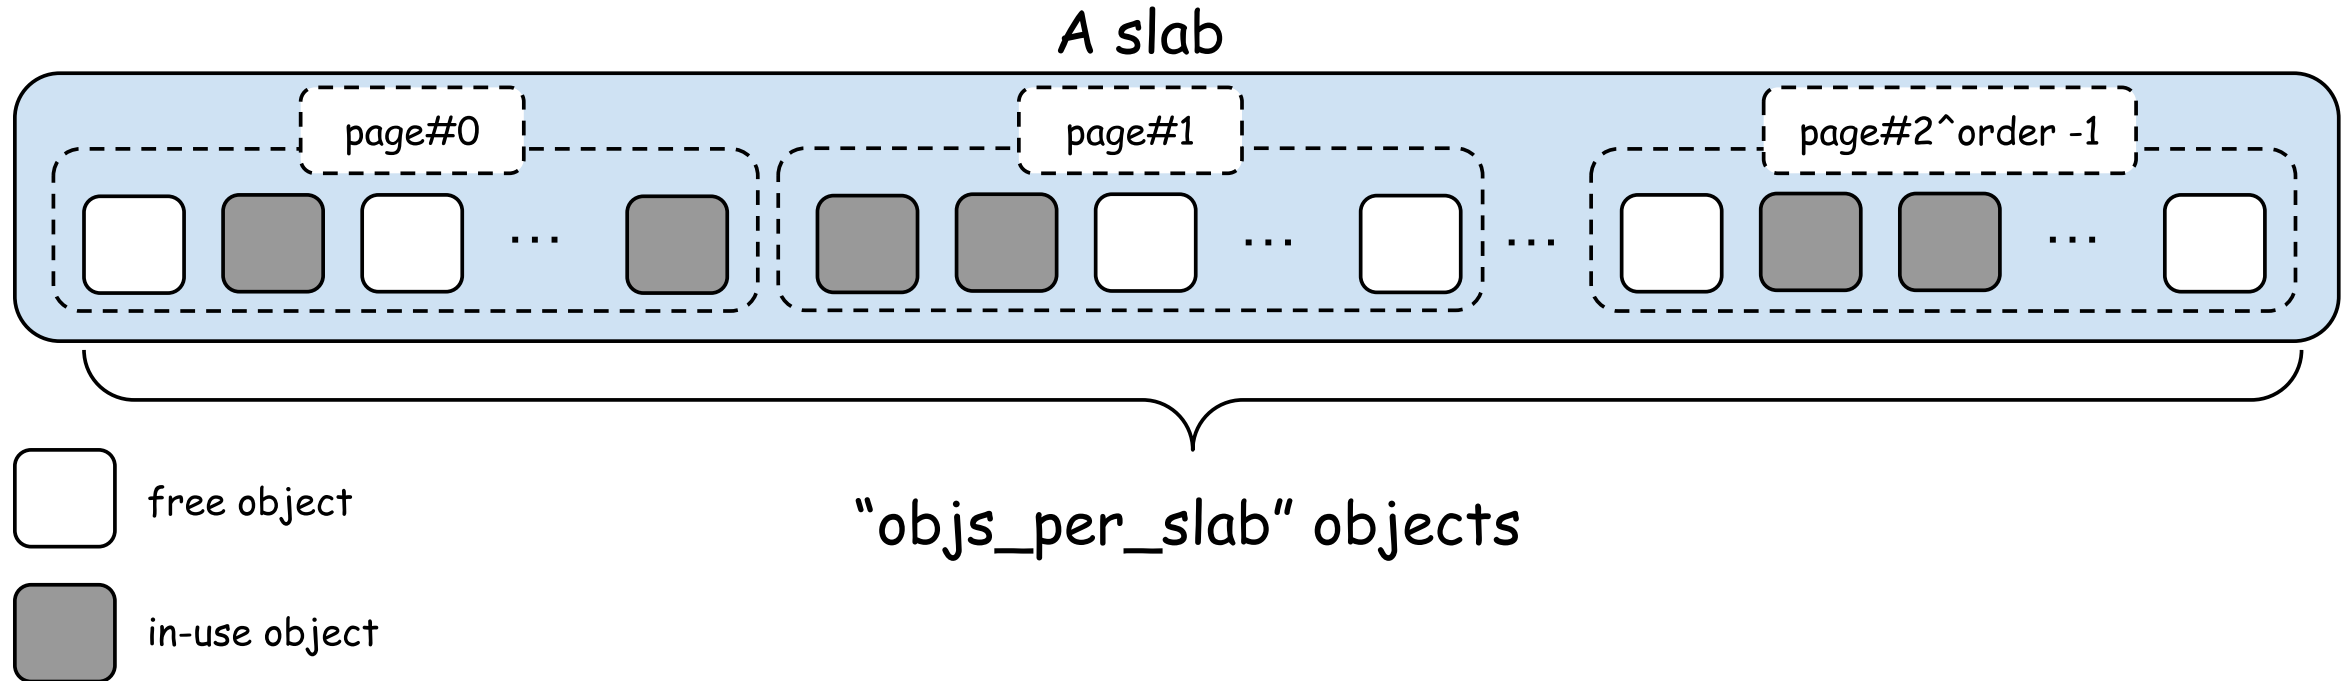 A slab
page#0
page#1
page#2^order -1
...
...
...
...
“objs_per_slab” objects
free object
in-use object